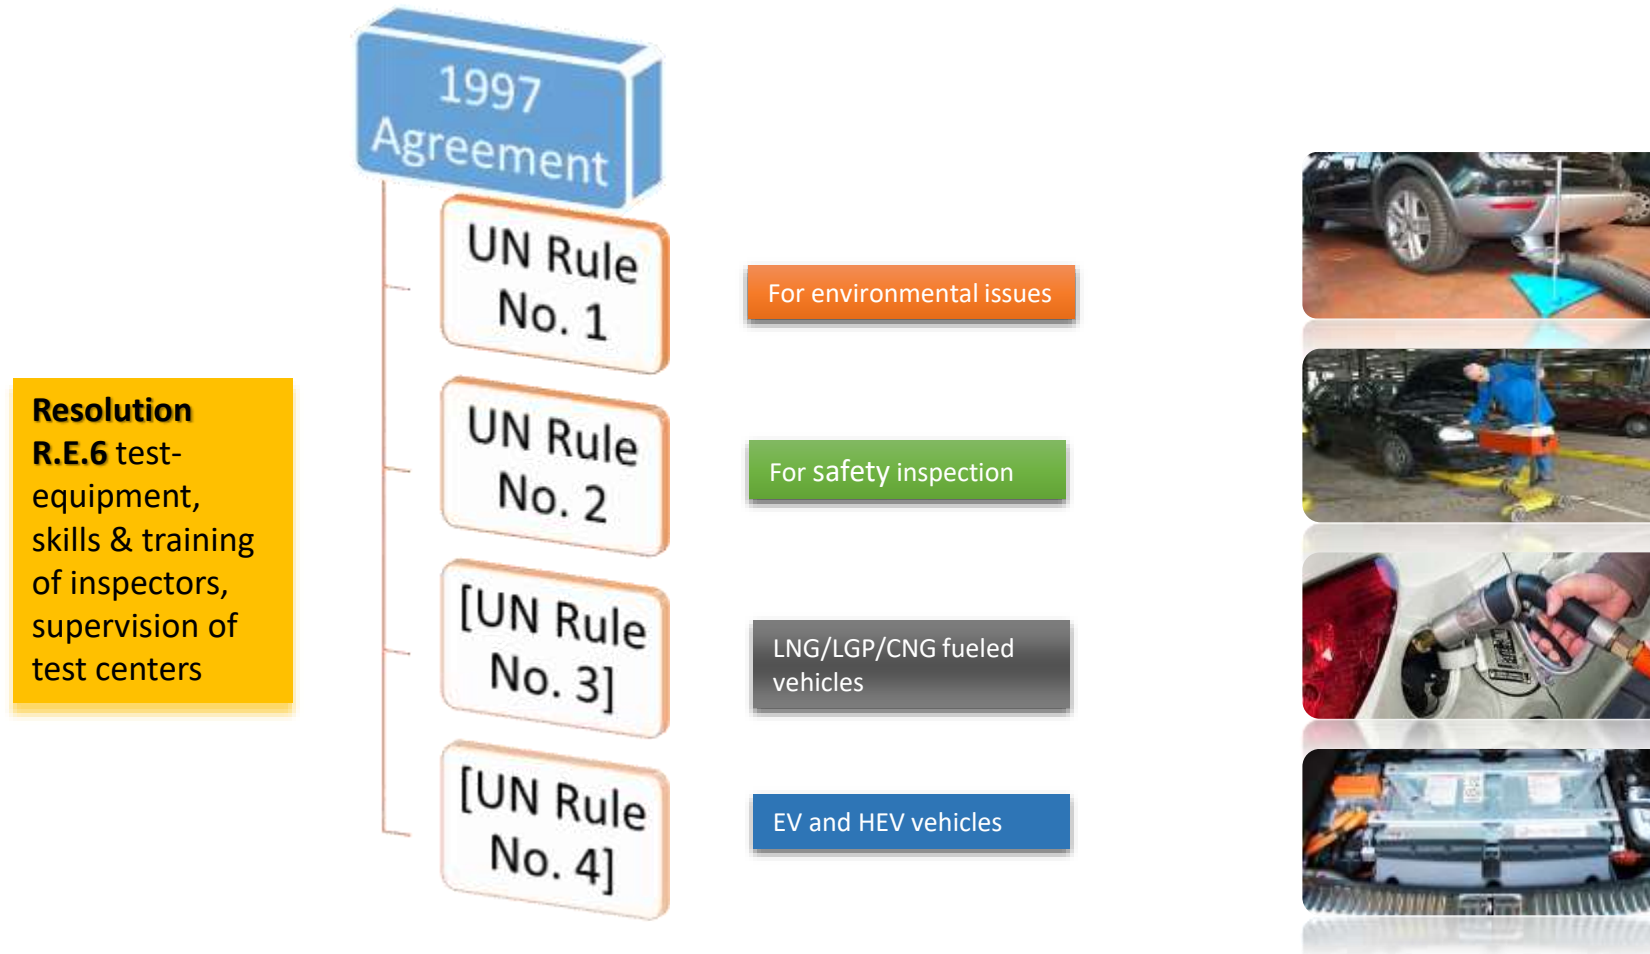 1997
Agreement
UN Rule
No. 1
For environmental issues
UN Rule
No. 2
For safety inspection
[UN Rule
No. 3]
LNG/LGP/CNG fueled
vehicles
[UN Rule
No. 4]
EV and HEV vehicles
Resolution
R.E.6 test-
equipment,
skills & training
of inspectors,
supervision of
test centers